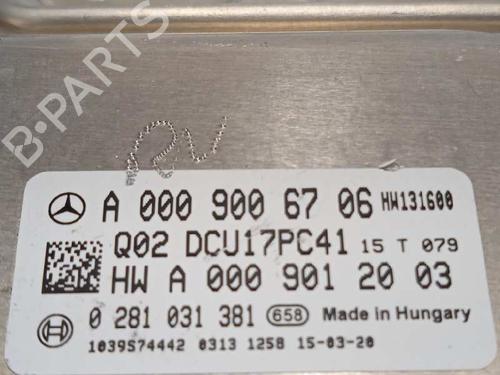 B-PARTS
A 000 900 67 06 HW131600
Q02 DCU17PC41 15 T 079
HW A 000 901 20 03
0 281 031 381 658 Made in Hungary
1039S74442 0313 1258 15-03-20